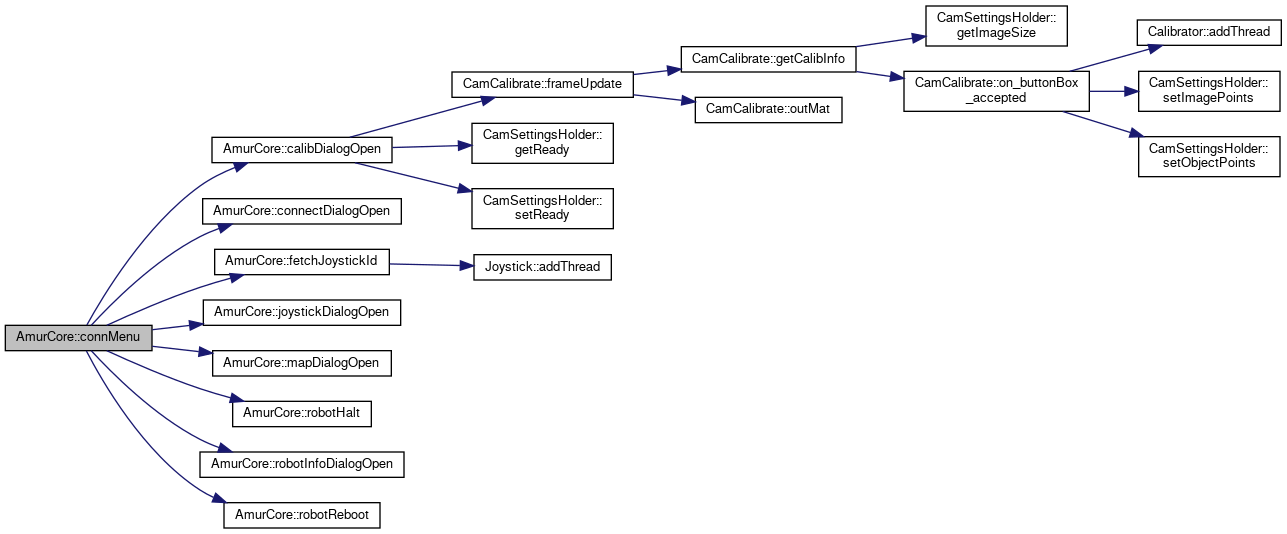 CamSettingsHolder::
getImageSize
Calibrator::addThread
CamCalibrate::getCalibInfo
CamCalibrate::frameUpdate
CamCalibrate::on_buttonBox
_accepted
CamSettingsHolder::
setImagePoints
CamCalibrate::outMat
AmurCore::calibDialogOpen
CamSettingsHolder::
getReady
CamSettingsHolder::
setObjectPoints
CamSettingsHolder::
setReady
AmurCore::connectDialogOpen
AmurCore::fetchJoystickId
Joystick::addThread
AmurCore::joystickDialogOpen
AmurCore::connMenu
AmurCore::mapDialogOpen
AmurCore::robotHalt
AmurCore::robotInfoDialogOpen
AmurCore::robotReboot